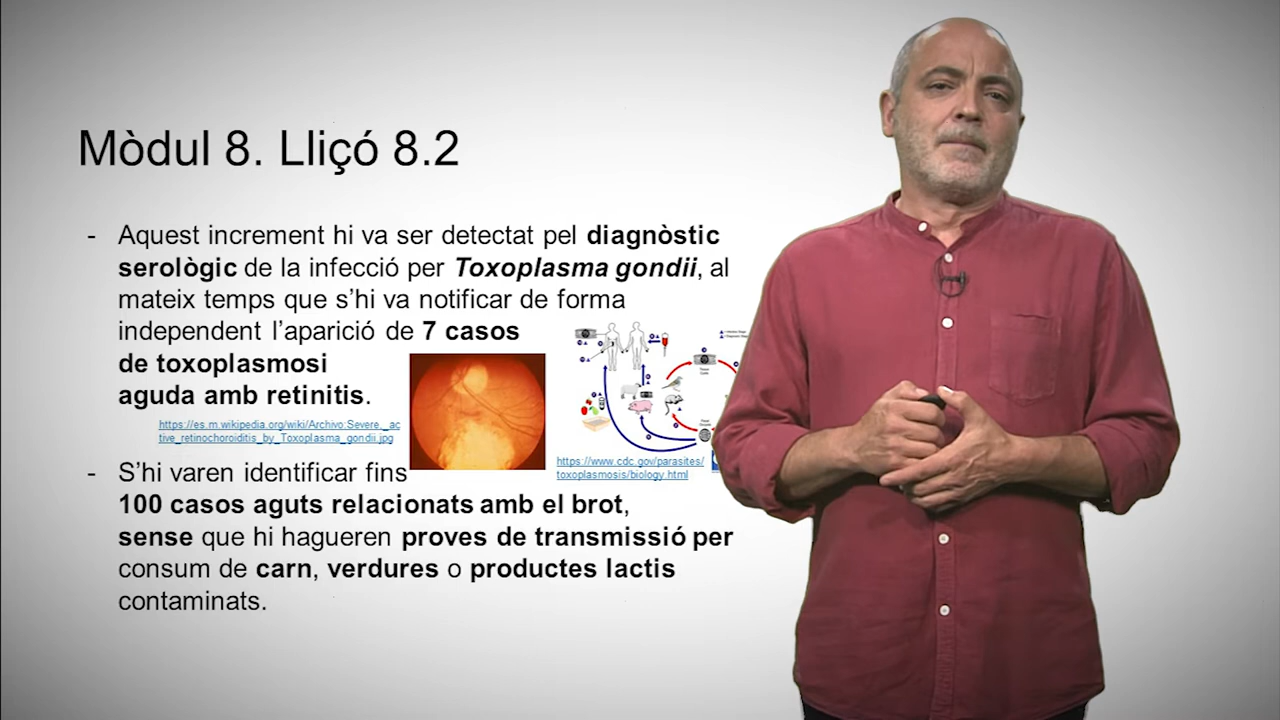 Mòdul 8. Lliçó 8.2
- Aquest increment hi va ser detectat pel diagnòstic
serològic de la infecció per Toxoplasma gondii, al
mateix temps que s’hi va notificar de forma
independent l’aparició de 7 casos
de toxoplasmosi
aguda amb retinitis.
https://es.m.wikipedia.org/wiki/Archivo:Severe,_ac
tive_retinochoroiditis_by_Toxoplasma_gondii.jpg
https://www.cdc.gov/parasites/
toxoplasmosis/biology.html
- S’hi varen identificar fins
100 casos aguts relacionats amb el brot,
sense que hi hagueren proves de transmissió per
consum de carn, verdures o productes lactis
contaminats.